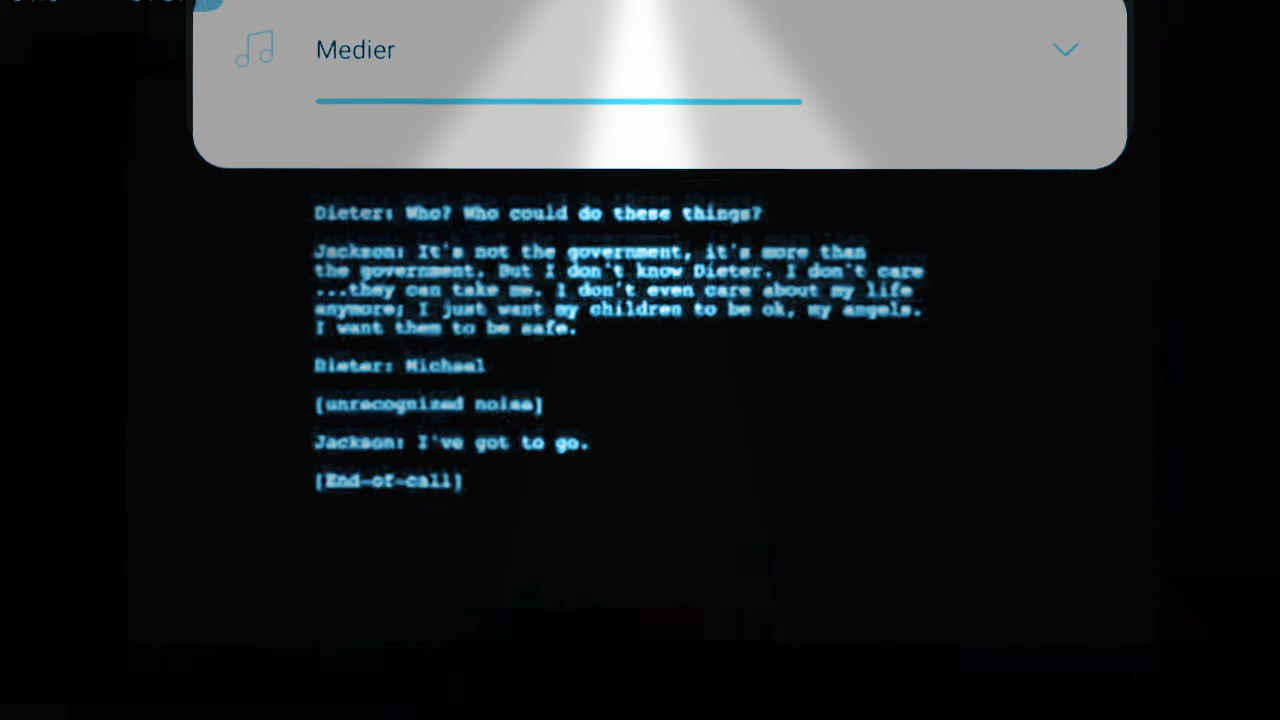 Medier
Dieter: Who? Who could do these things?
Jackson: It's not the government, it's more than
the government. But I don't know Dieter. I don't care
...they can take me. I don't even care about my life
anymore; I just want my children to be ok, my angels.
I want them to be safe.
Dieter: Michael
[unrecognized noise]
Jackson: I've got to go.
[End-of-call]